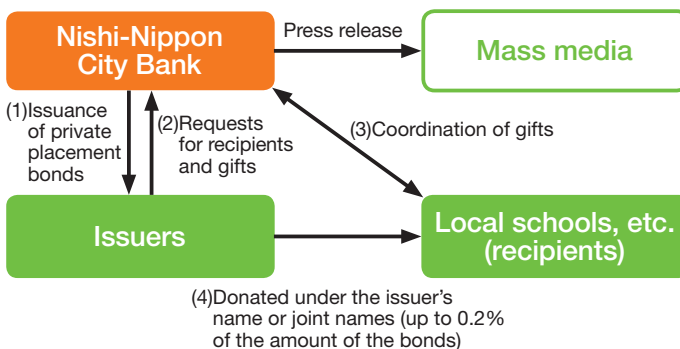 Nishi-Nippon
City Bank
Press release
Mass media
(1)Issuance
of private
placement
bonds
(2)Requests
for recipients
and gifts
(3)Coordination of gifts
Issuers
Local schools, etc.
(recipients)
(4)Donated under the issuer's
name or joint names (up to 0.2%
of the amount of the bonds)